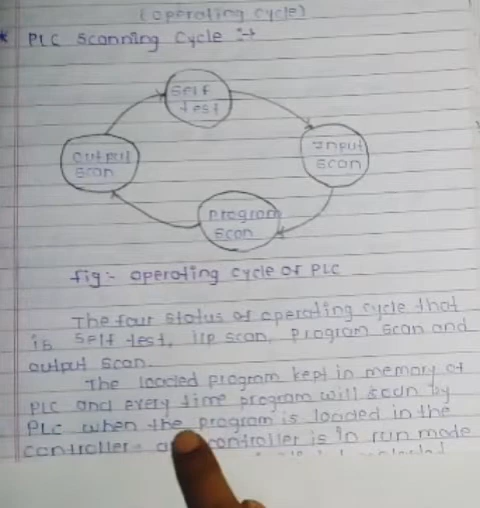 (operating cycle)
* PLC Scanning Cycle :→
Self
test
Input
scan
output
scan
program
scan
fig:- operating cycle of PLC
The four status of operating cycle that
is self test, I/p scan, program scan and
output scan.
The loaded program kept in memory of
PLC and every time program will scan by
PLC when the program is loaded in the
controller controller is in run mode